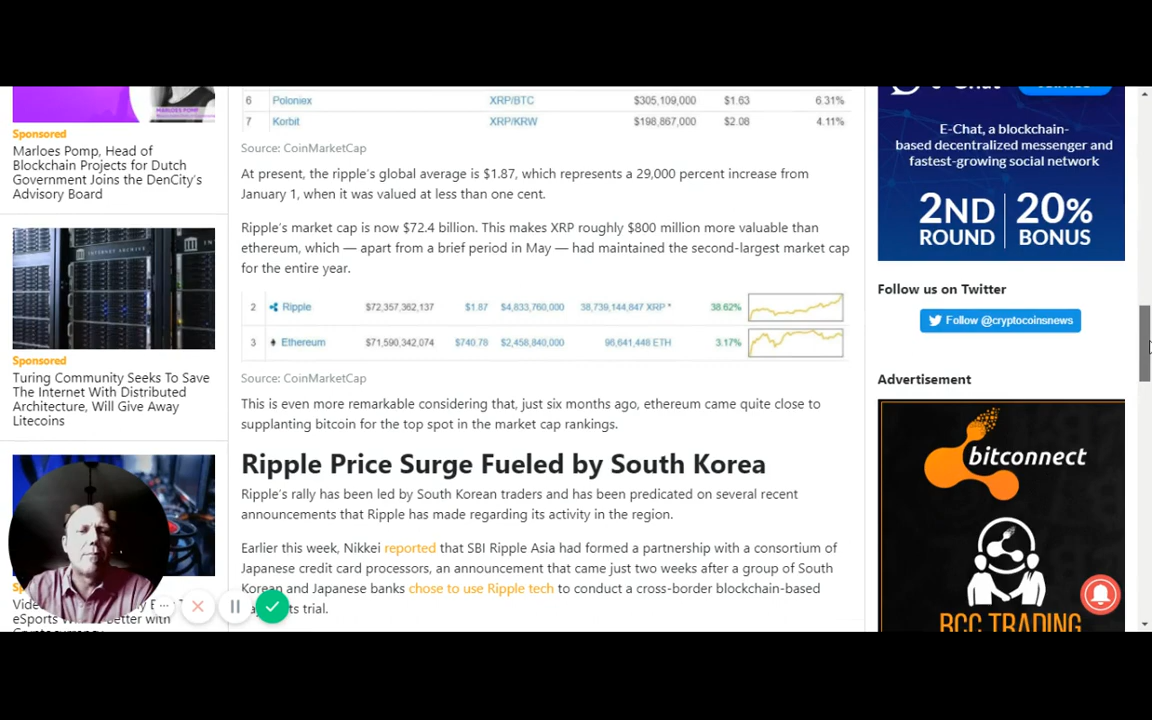 MARLOES POMP
Sponsored
Marloes Pomp, Head of
Blockchain Projects for Dutch
Government Joins the DenCity's
Advisory Board
INTERNET ARCHIVE
Sponsored
Turing Community Seeks To Save
The Internet With Distributed
Architecture, Will Give Away
Litecoins
eSports
Better with
6 Poloniex XRP/BTC $305,109,000 $1.63 6.31%
7 Korbit XRP/KRW $198,867,000 $2.08 4.11%
Source: CoinMarketCap
At present, the ripple's global average is $1.87, which represents a 29,000 percent increase from
January 1, when it was valued at less than one cent.
Ripple's market cap is now $72.4 billion. This makes XRP roughly $800 million more valuable than
ethereum, which — apart from a brief period in May — had maintained the second-largest market cap
for the entire year.
2 Ripple $72,357,362,137 $1.87 $4,833,760,000 38,739,144,847 XRP * 38.62%
3 Ethereum $71,590,342,074 $740.78 $2,458,840,000 96,641,448 ETH 3.17%
Source: CoinMarketCap
This is even more remarkable considering that, just six months ago, ethereum came quite close to
supplanting bitcoin for the top spot in the market cap rankings.
Ripple Price Surge Fueled by South Korea
Ripple's rally has been led by South Korean traders and has been predicated on several recent
announcements that Ripple has made regarding its activity in the region.
Earlier this week, Nikkei reported that SBI Ripple Asia had formed a partnership with a consortium of
Japanese credit card processors, an announcement that came just two weeks after a group of South
Korean and Japanese banks chose to use Ripple tech to conduct a cross-border blockchain-based
trial.
E-Chat, a blockchain-
based decentralized messenger and
fastest-growing social network
2ND 20%
ROUND BONUS
Follow us on Twitter
Follow @cryptocoinsnews
Advertisement
bitconnect
BCC TRADING